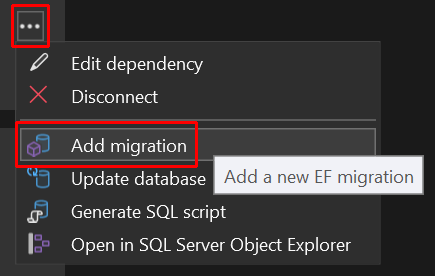 Edit dependency
Disconnect
Add migration
Add a new EF migration
Update database
Generate SQL script
Open in SQL Server Object Explorer